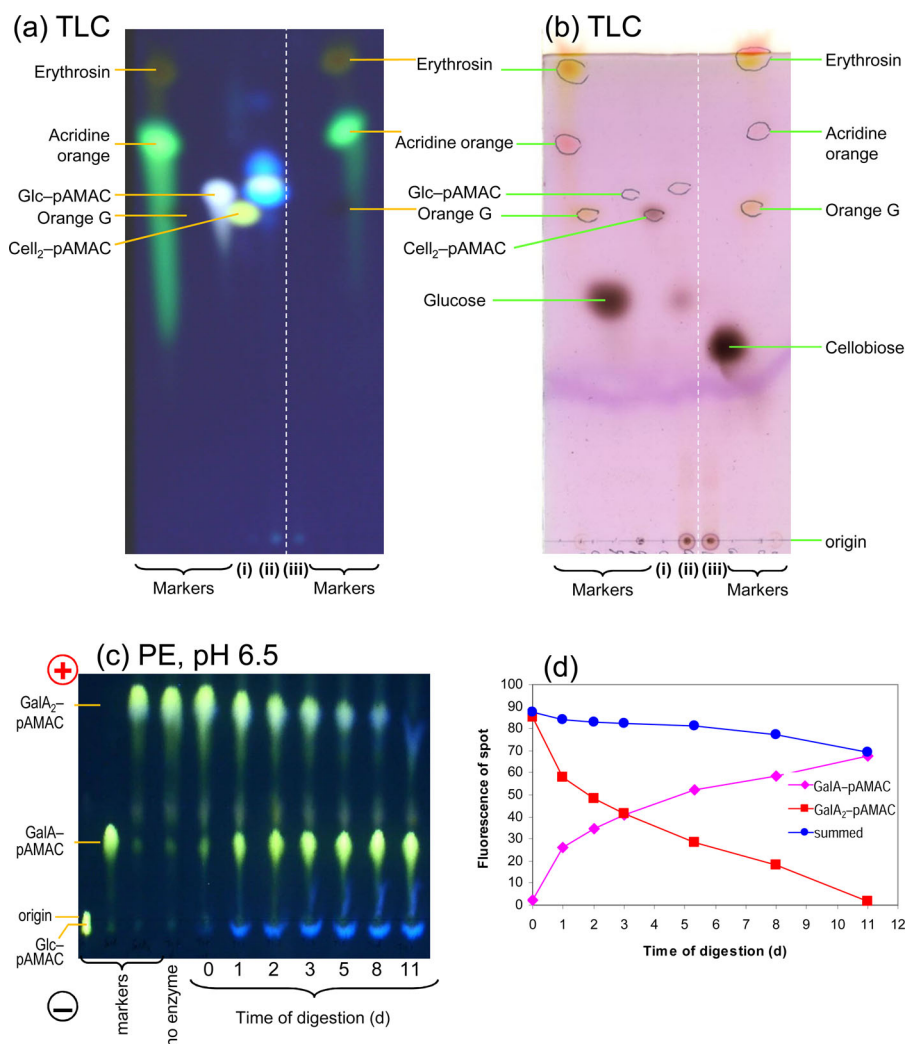 (a) TLC
Erythrosin
Acridine
orange
Glc–pAMAC
Orange G
Cell₂–pAMAC
Markers
(i)
(ii)
(iii)
Markers
(b) TLC
Erythrosin
Acridine orange
Glc–pAMAC
Orange G
Cell₂–pAMAC
Glucose
Erythrosin
Acridine
orange
Orange G
Cellobiose
origin
Markers
(i)
(ii)
(iii)
Markers
(c) PE, pH 6.5
+
GalA₂–
pAMAC
GalA–
pAMAC
origin
Glc–
pAMAC
−
markers
no enzyme
0 1 2 3 5 8 11
Time of digestion (d)
(d)
Fluorescence of spot
100
90
80
70
60
50
40
30
20
10
0
0 1 2 3 4 5 6 7 8 9 10 11 12
Time of digestion (d)
GalA–pAMAC
GalA₂–pAMAC
summed